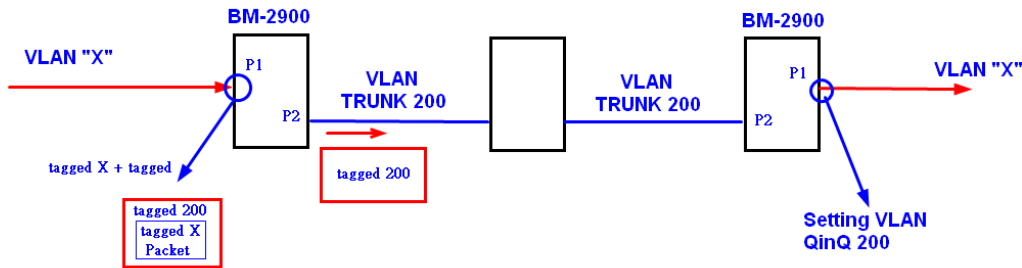 BM-2900
BM-2900
VLAN "X"
P1
P2
VLAN
TRUNK 200
VLAN
TRUNK 200
P1
P2
VLAN "X"
tagged X + tagged
tagged 200
tagged X
Packet
tagged 200
Setting VLAN
QinQ 200